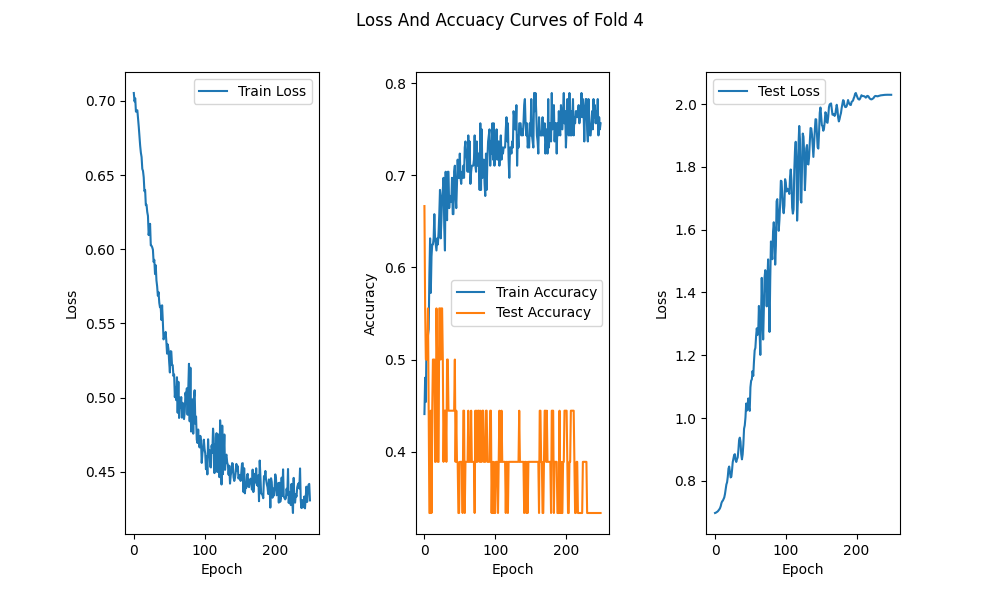 Loss And Accuacy Curves of Fold 4
Loss
0.70
0.65
0.60
0.55
0.50
0.45
Train Loss
0
100
200
Epoch
Accuracy
0.8
0.7
0.6
0.5
0.4
Train Accuracy
Test Accuracy
0
100
200
Epoch
Loss
2.0
1.8
1.6
1.4
1.2
1.0
0.8
Test Loss
0
100
200
Epoch